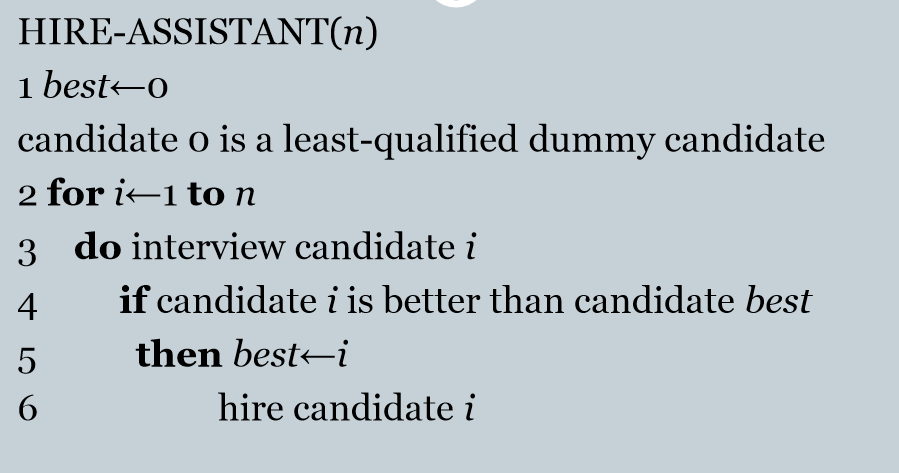 HIRE-ASSISTANT(n)
1 best←0
candidate 0 is a least-qualified dummy candidate
2 for i←1 to n
3 do interview candidate i
4 if candidate i is better than candidate best
5 then best←i
6 hire candidate i